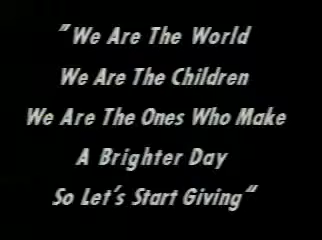 "We Are The World
We Are The Children
We Are The Ones Who Make
A Brighter Day
So Let's Start Giving"